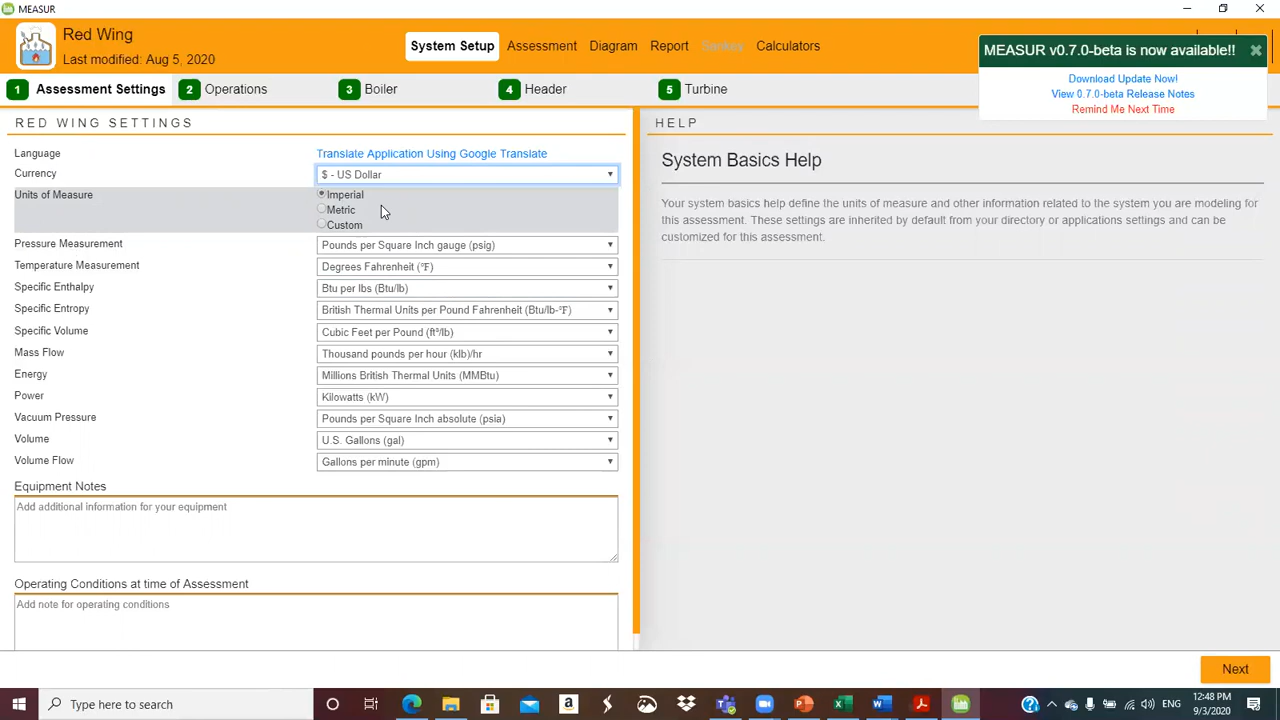 MEASUR
Red Wing
Last modified: Aug 5, 2020
System Setup Assessment Diagram Report Calculators
MEASUR v0.7.0-beta is now available!!
Download Update Now!
View 0.7.0-beta Release Notes
Remind Me Next Time
1 Assessment Settings 2 Operations 3 Boiler 4 Header 5 Turbine
RED WING SETTINGS
Language Translate Application Using Google Translate
Currency $ - US Dollar
Units of Measure Imperial
Metric
Custom
Pressure Measurement Pounds per Square Inch gauge (psig)
Temperature Measurement Degrees Fahrenheit (°F)
Specific Enthalpy Btu per lbs (Btu/lb)
Specific Entropy British Thermal Units per Pound Fahrenheit (Btu/lb-°F)
Specific Volume Cubic Feet per Pound (ft³/lb)
Mass Flow Thousand pounds per hour (klb)/hr
Energy Millions British Thermal Units (MMBtu)
Power Kilowatts (kW)
Vacuum Pressure Pounds per Square Inch absolute (psia)
Volume U.S. Gallons (gal)
Volume Flow Gallons per minute (gpm)
Equipment Notes
Add additional information for your equipment
Operating Conditions at time of Assessment
Add note for operating conditions
HELP
System Basics Help
Your system basics help define the units of measure and other information related to the system you are modeling for
this assessment. These settings are inherited by default from your directory or applications settings and can be
customized for this assessment.
Next
Type here to search
ENG
12:48 PM
9/3/2020